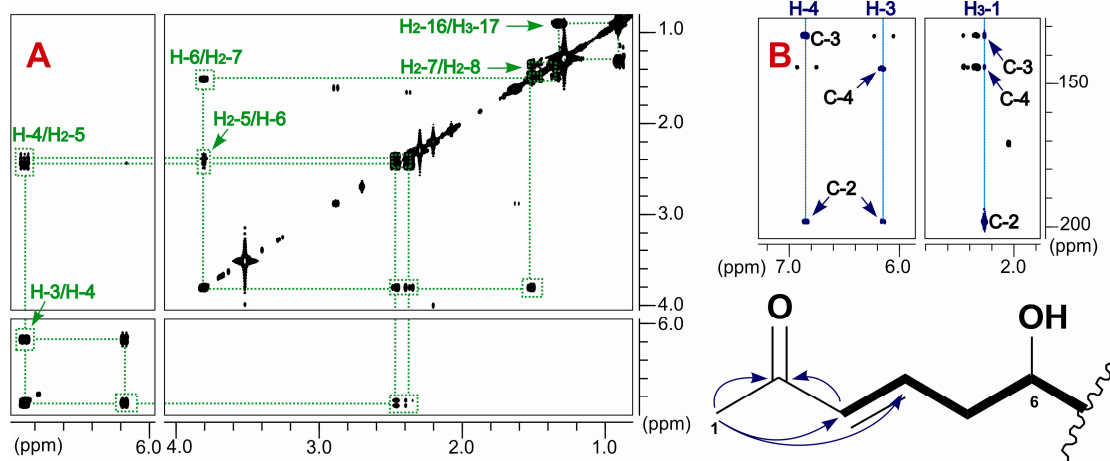 A
H2-16/H3-17
H-6/H2-7
H2-7/H2-8
H2-5/H-6
H-4/H2-5
H-3/H-4
1.0
2.0
3.0
4.0
6.0
(ppm)
(ppm)
6.0
4.0
3.0
2.0
1.0
B
H-4
H-3
H3-1
C-3
C-4
C-2
C-3
C-4
C-2
150
200
(ppm)
(ppm)
7.0
6.0
2.0
O
OH
1
6